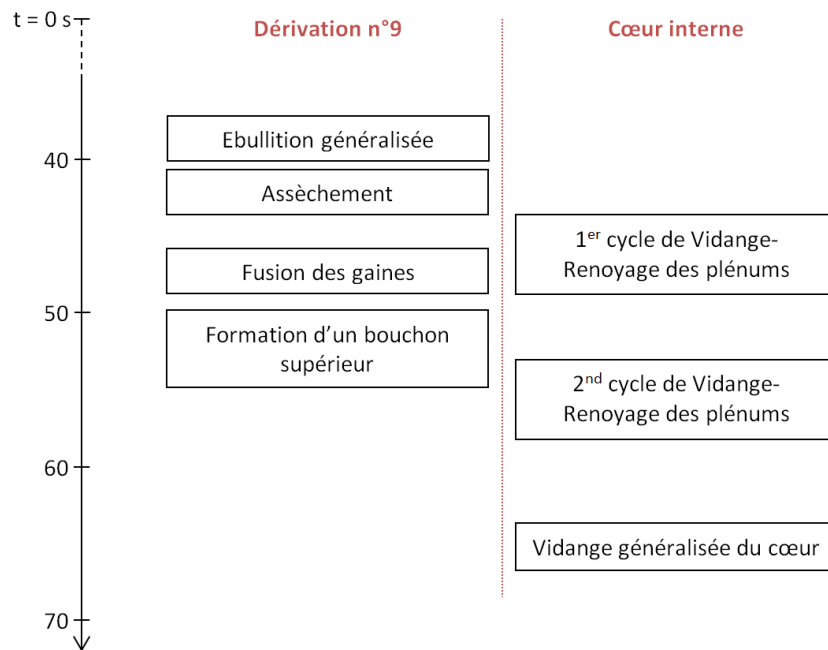 t = 0 s
Dérivation n°9
Cœur interne
Ebullition généralisée
40
Assèchement
1er cycle de Vidange-
Renoyage des plénums
Fusion des gaines
50
Formation d'un bouchon
supérieur
2nd cycle de Vidange-
Renoyage des plénums
60
Vidange généralisée du cœur
70